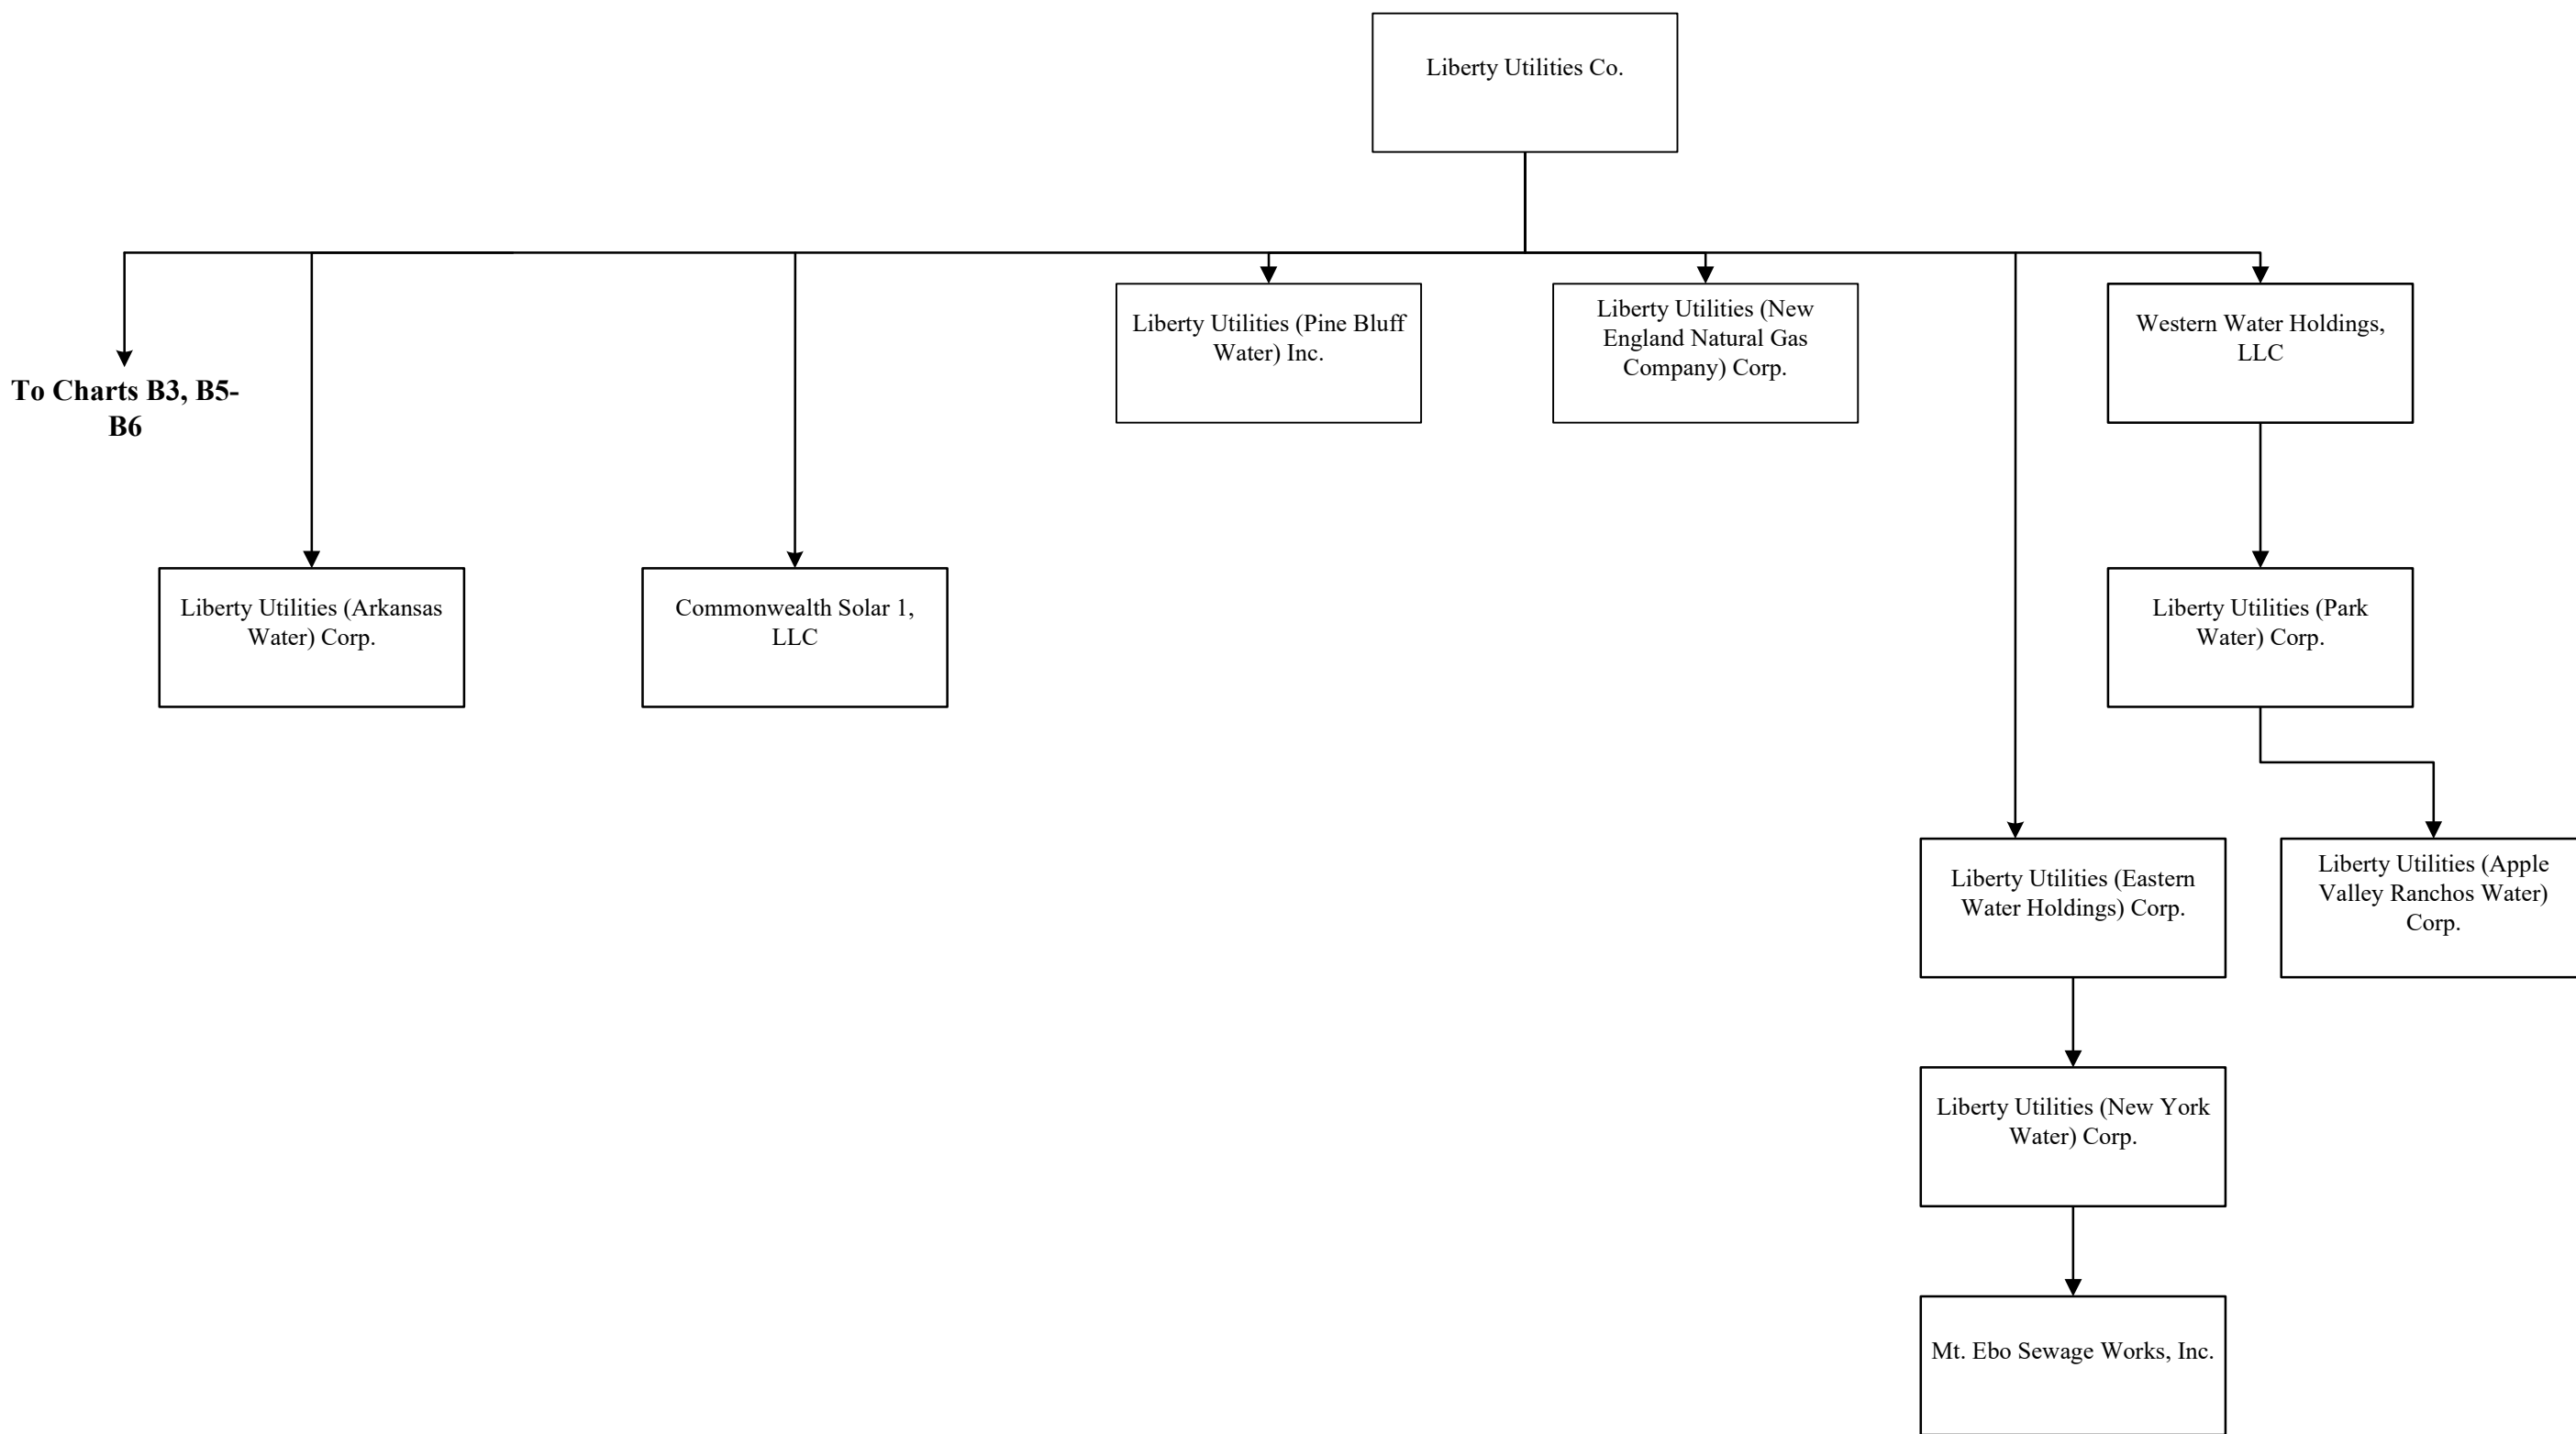 Liberty Utilities Co.
To Charts B3, B5-
B6
Liberty Utilities (Pine Bluff
Water) Inc.
Liberty Utilities (New
England Natural Gas
Company) Corp.
Western Water Holdings,
LLC
Liberty Utilities (Arkansas
Water) Corp.
Commonwealth Solar 1,
LLC
Liberty Utilities (Park
Water) Corp.
Liberty Utilities (Eastern
Water Holdings) Corp.
Liberty Utilities (Apple
Valley Ranchos Water)
Corp.
Liberty Utilities (New York
Water) Corp.
Mt. Ebo Sewage Works, Inc.